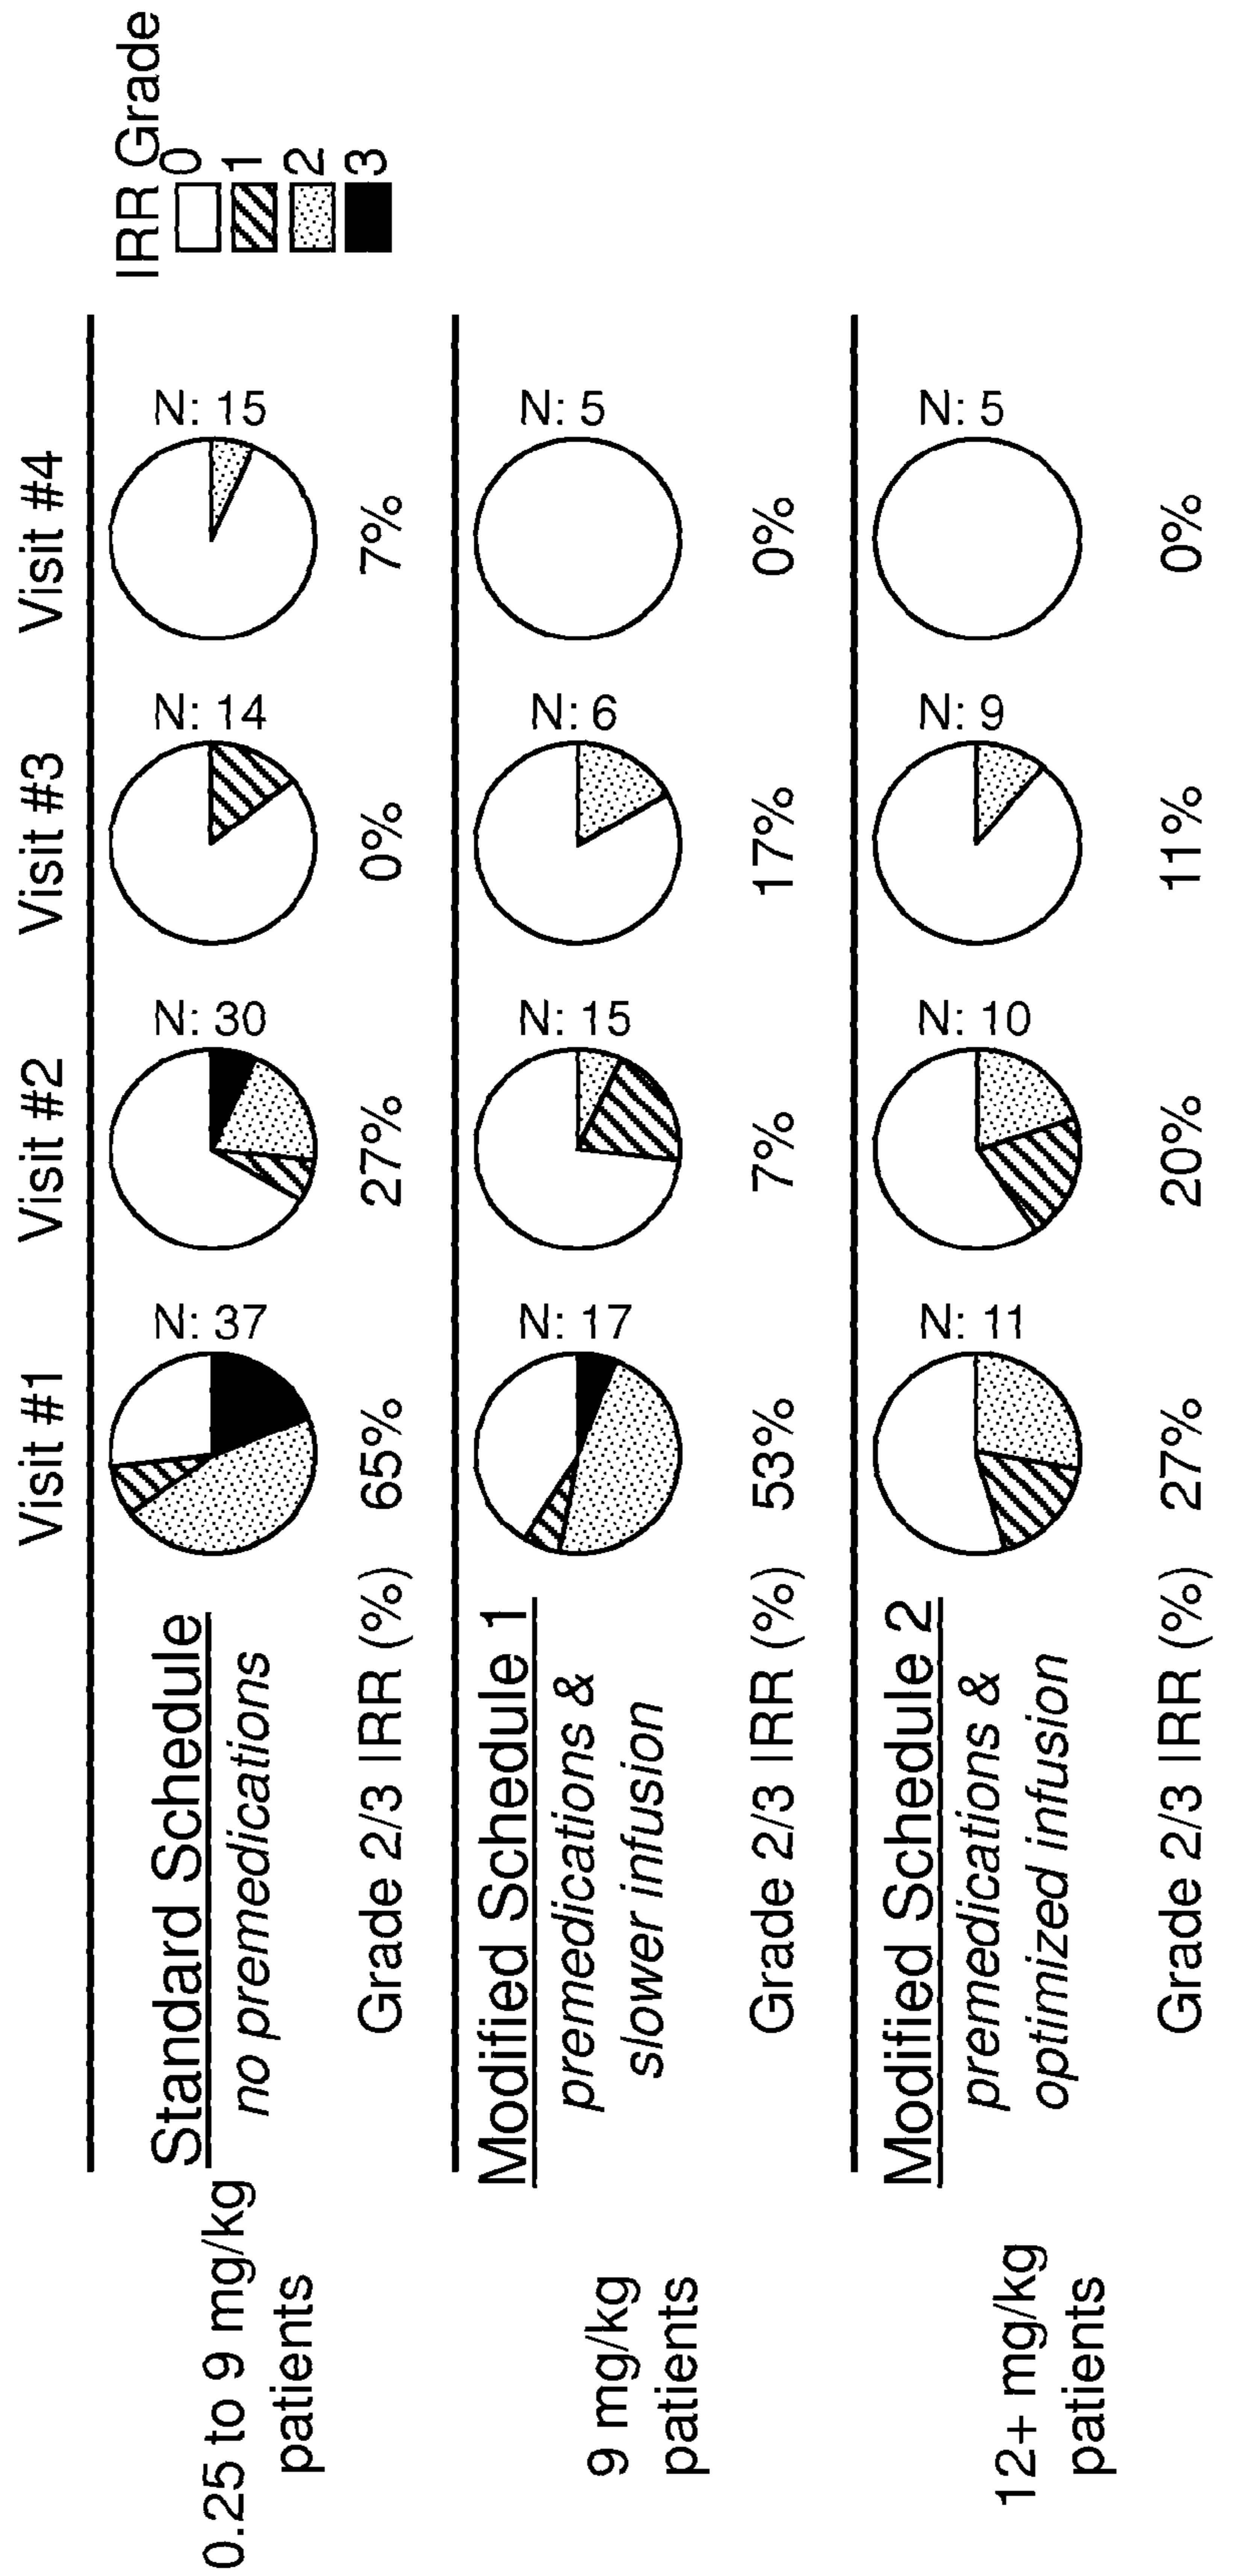 Visit #1
Visit #2
Visit #3
Visit #4
IRR Grade
0
1
2
3
0.25 to 9 mg/kg
patients
Standard Schedule
no premedications
N: 37
N: 30
N: 14
N: 15
Grade 2/3 IRR (%)
65%
27%
0%
7%
9 mg/kg
patients
Modified Schedule 1
premedications &
slower infusion
N: 17
N: 15
N: 6
N: 5
Grade 2/3 IRR (%)
53%
7%
17%
0%
12+ mg/kg
patients
Modified Schedule 2
premedications &
optimized infusion
N: 11
N: 10
N: 9
N: 5
Grade 2/3 IRR (%)
27%
20%
11%
0%